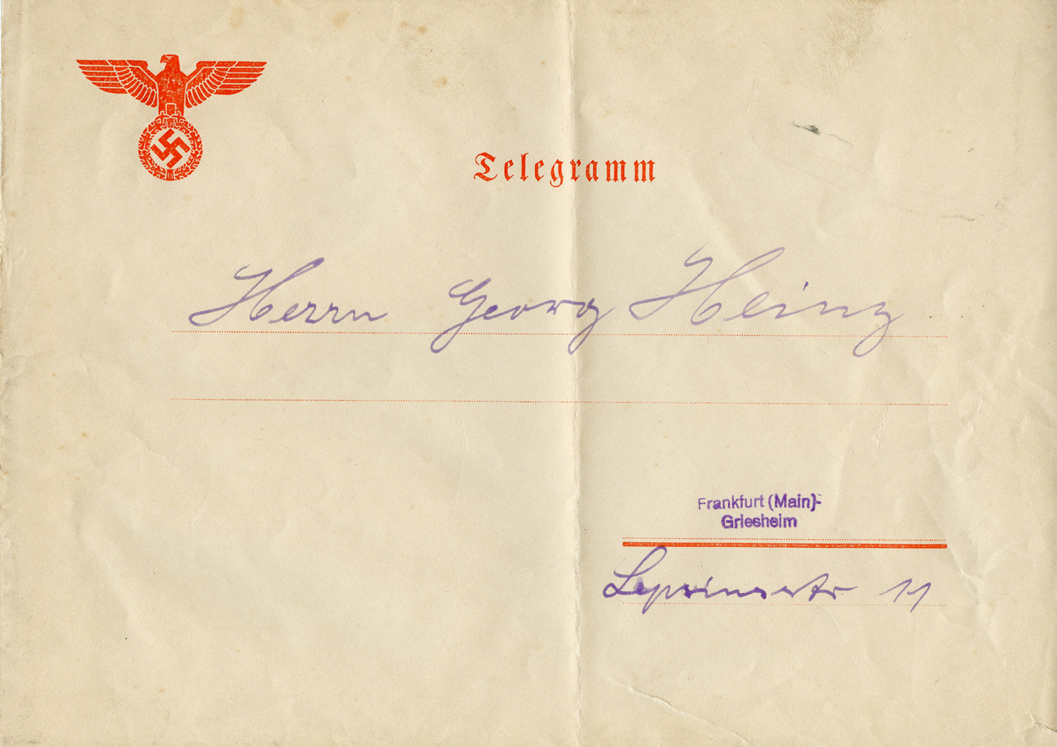 Telegramm
Herrn Georg Heinz
Frankfurt (Main)-
Griesheim
11